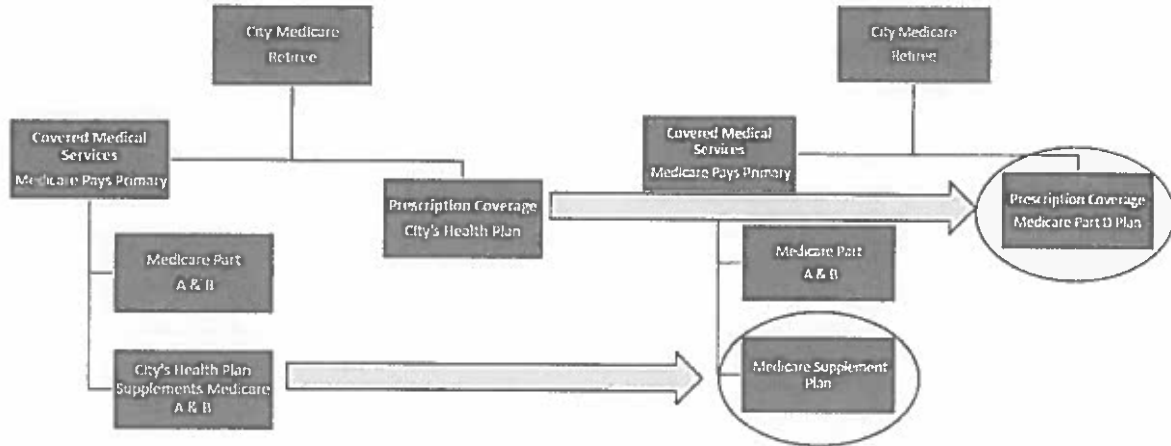 City Medicare
Retiree
Covered Medical
Services
Medicare Pays Primary
Prescription Coverage
City's Health Plan
Medicare Part
A & B
City's Health Plan
Supplements Medicare
A & B
City Medicare
Retiree
Covered Medical
Services
Medicare Pays Primary
Prescription Coverage
Medicare Part D Plan
Medicare Part
A & B
Medicare Supplement
Plan